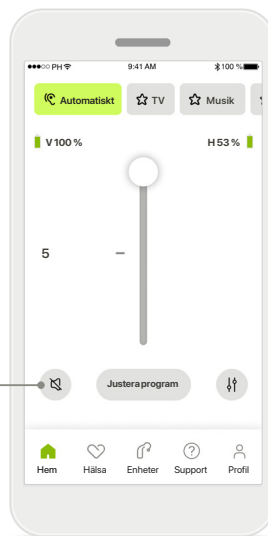 PH 9:41 AM 100 %
Automatiskt TV Musik
V 100 % H 53 %
5
Justera program
Hem Hälsa Enheter Support Profil